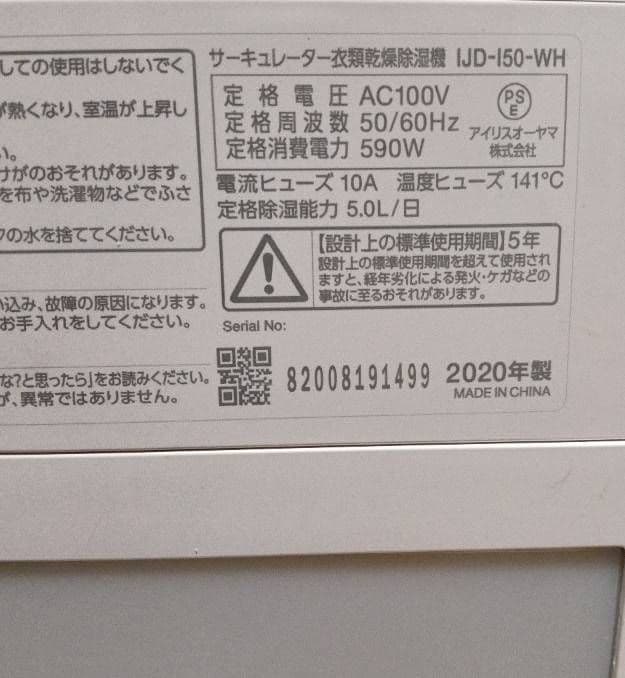 しての使用はしないでく
が熱くなり、室温が上昇し
い。
けがのおそれがあります。
を布や洗濯物などでふさ
クの水を捨ててください。
い込み、故障の原因になります。
お手入れをしてください。
な?と思ったら」をお読みください。
が、異常ではありません。
サーキュレーター衣類乾燥除湿機 IJD-I50-WH
定格電圧 AC100V
定格周波数 50/60Hz
定格消費電力 590W
PS
E
アイリスオーヤマ
株式会社
電流ヒューズ 10A 温度ヒューズ 141℃
定格除湿能力 5.0L/日
【設計上の標準使用期間】5年
設計上の標準使用期間を超えて使用され
ますと、経年劣化による発火・ケガなどの
事故に至るおそれがあります。
Serial No:
82008191499 2020年製
MADE IN CHINA